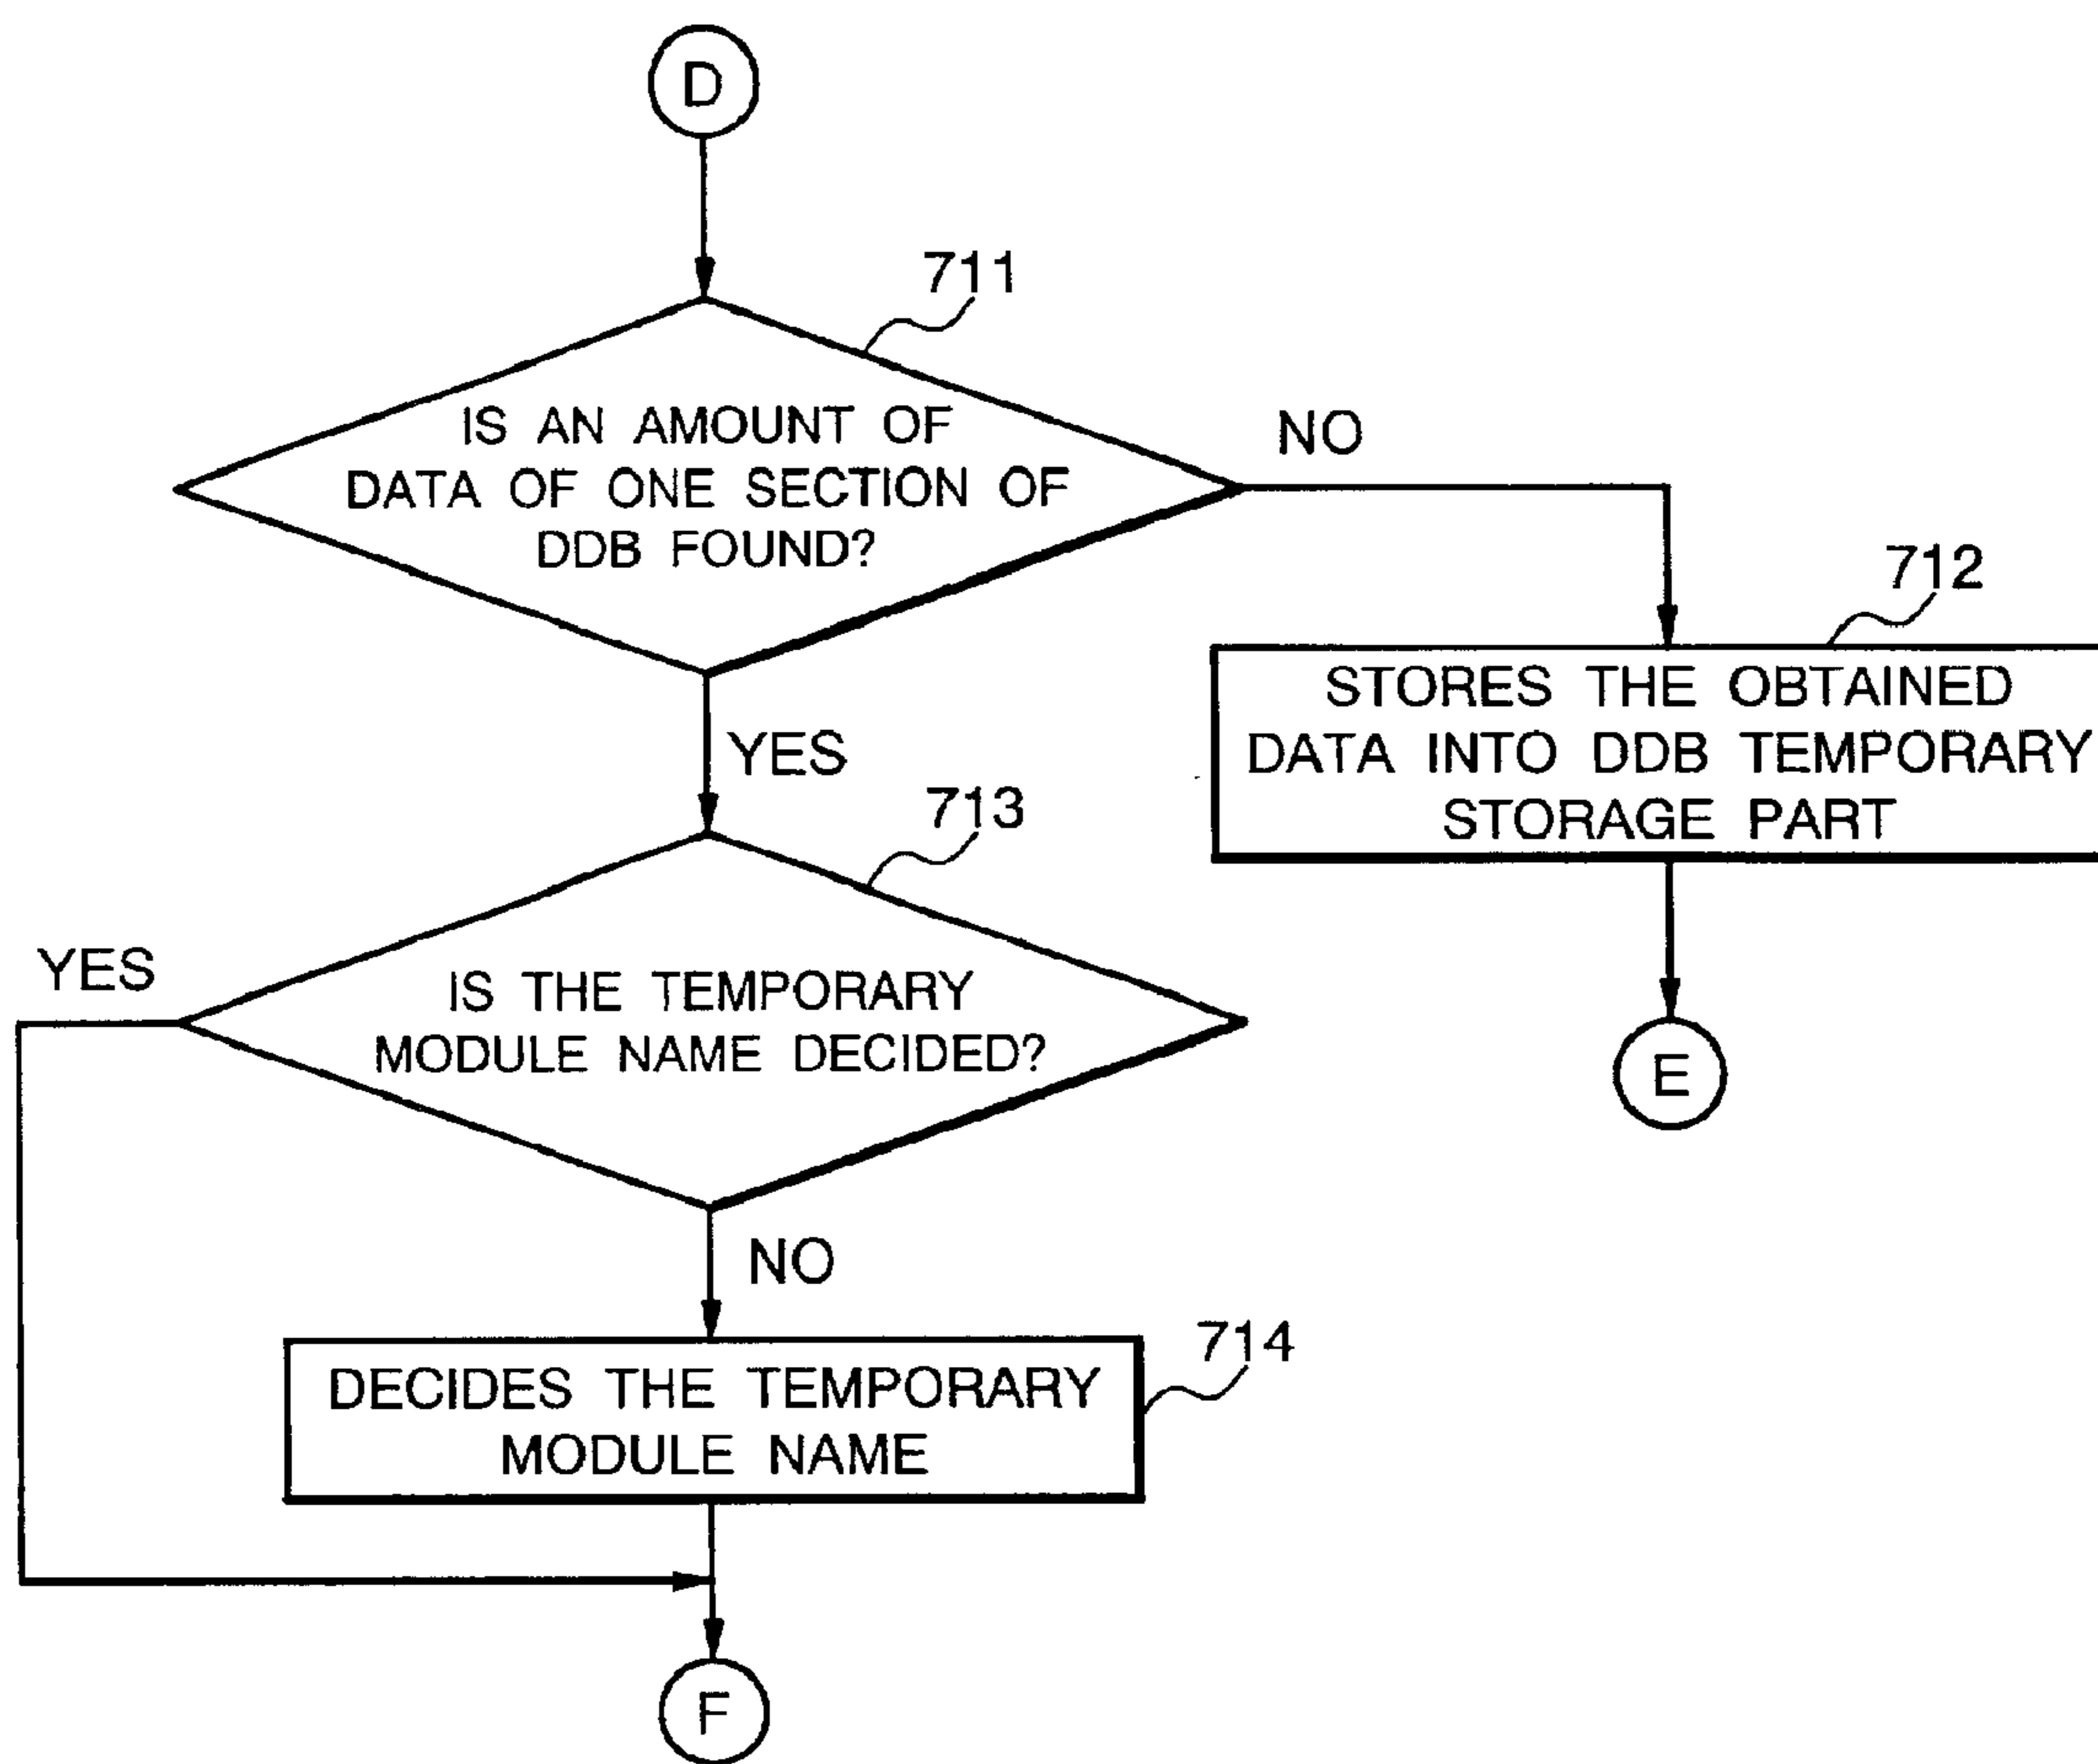 D
711
IS AN AMOUNT OF
DATA OF ONE SECTION OF
DDB FOUND?
NO
712
STORES THE OBTAINED
DATA INTO DDB TEMPORARY
STORAGE PART
YES
713
YES
IS THE TEMPORARY
MODULE NAME DECIDED?
E
NO
714
DECIDES THE TEMPORARY
MODULE NAME
F